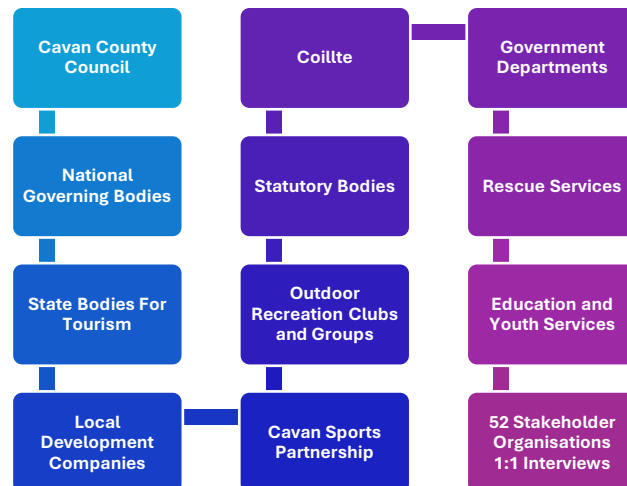 Cavan County
Council
National
Governing Bodies
State Bodies For
Tourism
Local
Development
Companies
Cavan Sports
Partnership
Outdoor
Recreation Clubs
and Groups
Statutory Bodies
Coillte
Government
Departments
Rescue Services
Education and
Youth Services
52 Stakeholder
Organisations
1:1 Interviews